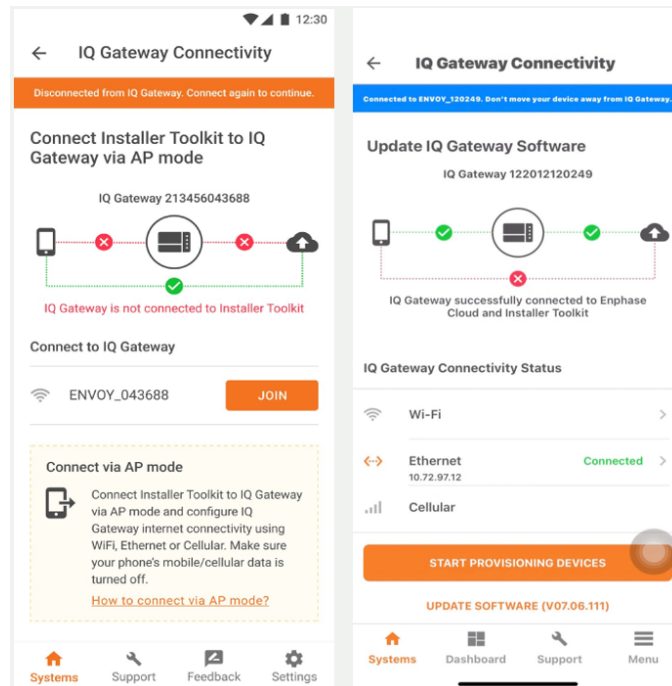 12:30
IQ Gateway Connectivity
Disconnected from IQ Gateway. Connect again to continue.
Connect Installer Toolkit to IQ
Gateway via AP mode
IQ Gateway 213456043688
IQ Gateway is not connected to Installer Toolkit
Connect to IQ Gateway
ENVOY_043688
JOIN
Connect via AP mode
Connect Installer Toolkit to IQ Gateway
via AP mode and configure IQ
Gateway internet connectivity using
WiFi, Ethernet or Cellular. Make sure
your phone's mobile/cellular data is
turned off.
How to connect via AP mode?
Systems
Support
Feedback
Settings
IQ Gateway Connectivity
Connected to ENVOY_120249. Don't move your device away from IQ Gateway.
Update IQ Gateway Software
IQ Gateway 122012120249
IQ Gateway successfully connected to Enphase
Cloud and Installer Toolkit
IQ Gateway Connectivity Status
Wi-Fi
Ethernet
Connected
10.72.97.12
Cellular
START PROVISIONING DEVICES
UPDATE SOFTWARE (V07.06.111)
Systems
Dashboard
Support
Menu